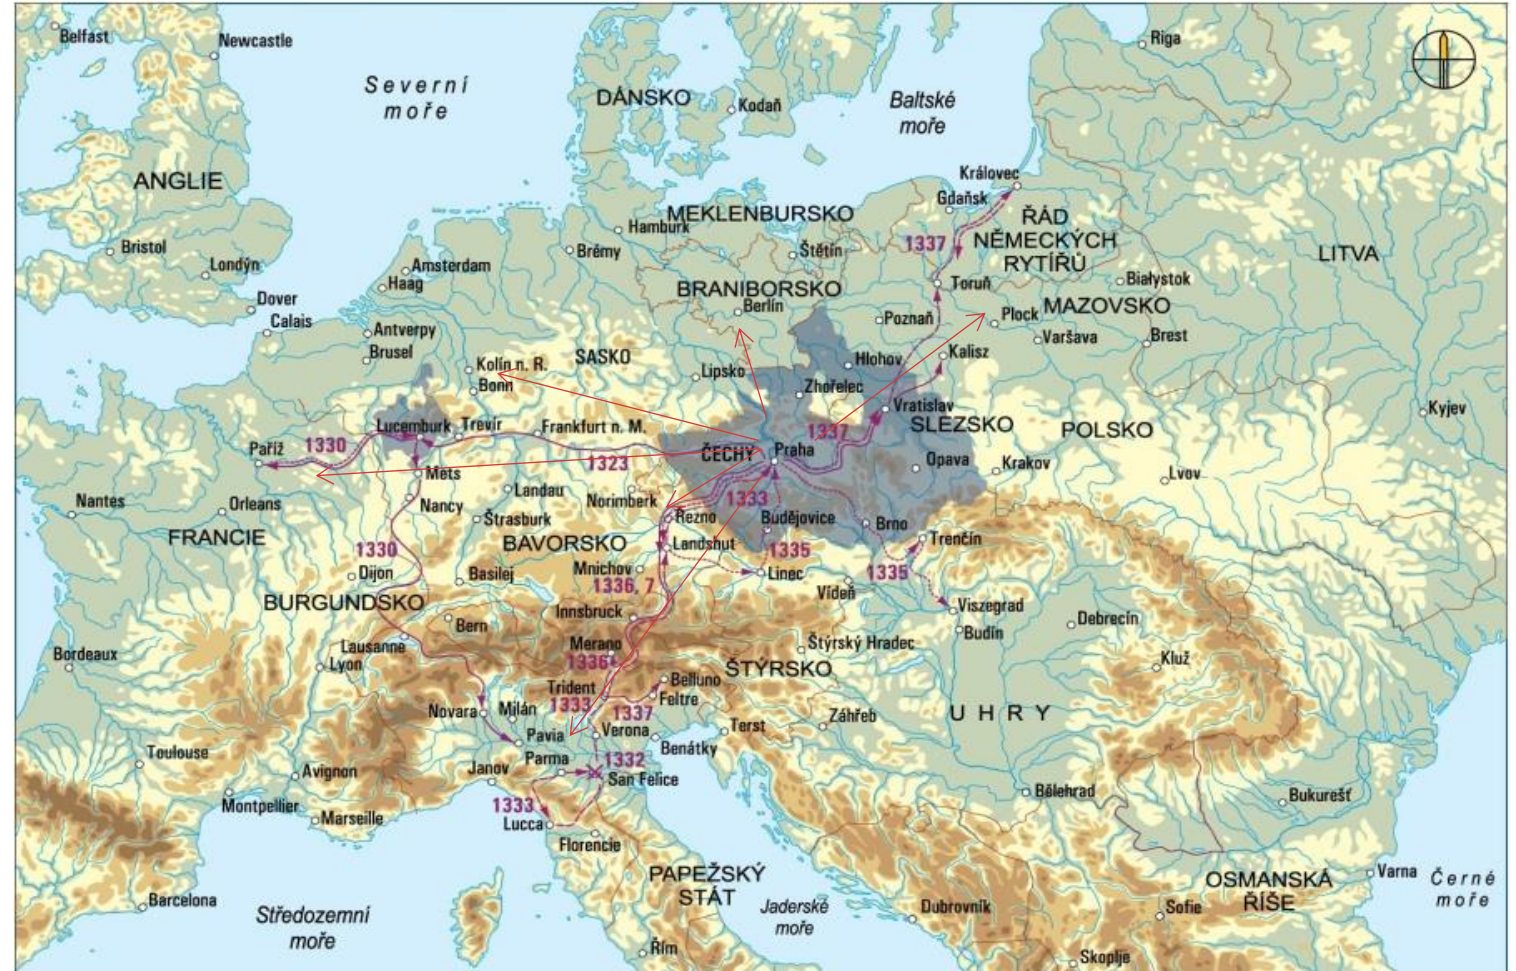 Belfast
Newcastle
Severní
moře
DÁNSKO
Kodaň
Baltské
moře
Riga
ANGLIE
Královec
Gdaňsk
ŘÁD
NĚMECKÝCH
RYTÍŘŮ
MEKLENBURSKO
Hamburk
Brémy
Štětín
1337
LITVA
Bristol
Londýn
Amsterdam
Haag
BRANIBORSKO
Berlín
Toruň
Białystok
MAZOVSKO
Dover
Calais
Antverpy
Brusel
Poznaň
Plock
Varšava
Brest
SASKO
Kolín n. R.
Bonn
Lipsko
Hlohov
Kalisz
Zhořelec
Vratislav
SLEZSKO
Kyjev
Lucemburk
Trevír
Frankfurt n. M.
1337
POLSKO
Paříž
1330
ČECHY
Praha
1323
Opava
Krakov
Lvov
Mets
Nantes
Orleans
Nancy
Landau
Norimberk
1333
Štrasburk
Řezno
Budějovice
Brno
FRANCIE
BAVORSKO
Landshut
Trenčín
1330
1335
Dijon
Basilej
Mnichov
1336, 7
Linec
1335
Vídeň
BURGUNDSKO
Innsbruck
Viszegrad
Bern
Budín
Debrecín
Lausanne
Merano
Štýrský Hradec
Bordeaux
Lyon
1336
ŠTÝRSKO
Kluž
Trident
Belluno
Feltre
1333
1337
Novara
Milán
Záhřeb
UHRY
Pavia
Verona
Terst
Benátky
Toulouse
Parma
1332
Janov
San Felice
Avignon
Montpellier
Marseille
1333
Lucca
Bělehrad
Bukurešť
Florencie
PAPEŽSKÝ
STÁT
OSMANSKÁ
ŘÍŠE
Varna
Černé
moře
Barcelona
Středozemní
moře
Jaderské
moře
Dubrovník
Sofie
Řím
Skoplje